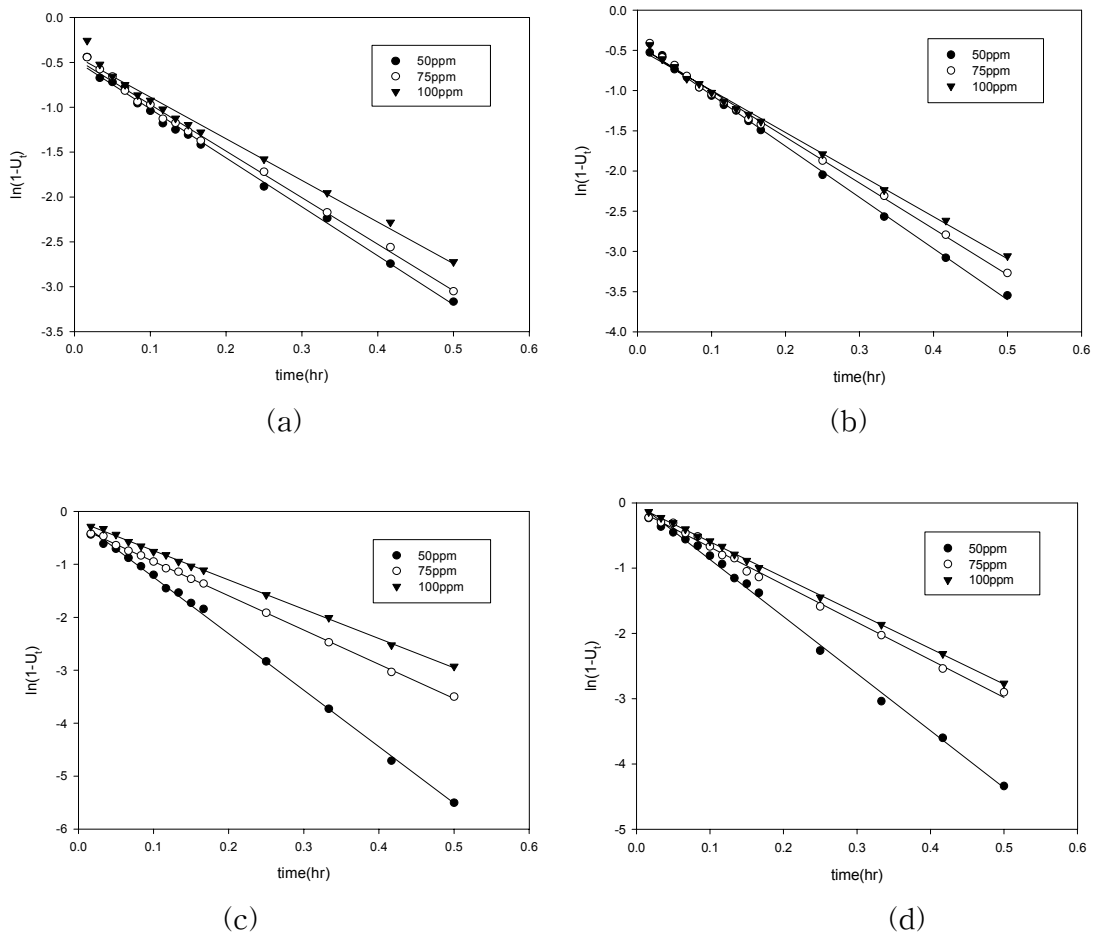 0.0
-0.5
-1.0
-1.5
-2.0
-2.5
-3.0
-3.5
ln(1-Ut)
50ppm
75ppm
100ppm
0.0 0.1 0.2 0.3 0.4 0.5 0.6
time(hr)
(a)
0.0
-0.5
-1.0
-1.5
-2.0
-2.5
-3.0
-3.5
-4.0
ln(1-Ut)
50ppm
75ppm
100ppm
0.0 0.1 0.2 0.3 0.4 0.5 0.6
time(hr)
(b)
0
-1
-2
-3
-4
-5
-6
ln(1-Ut)
50ppm
75ppm
100ppm
0.0 0.1 0.2 0.3 0.4 0.5 0.6
time(hr)
(c)
0
-1
-2
-3
-4
-5
ln(1-Ut)
50ppm
75ppm
100ppm
0.0 0.1 0.2 0.3 0.4 0.5 0.6
time(hr)
(d)